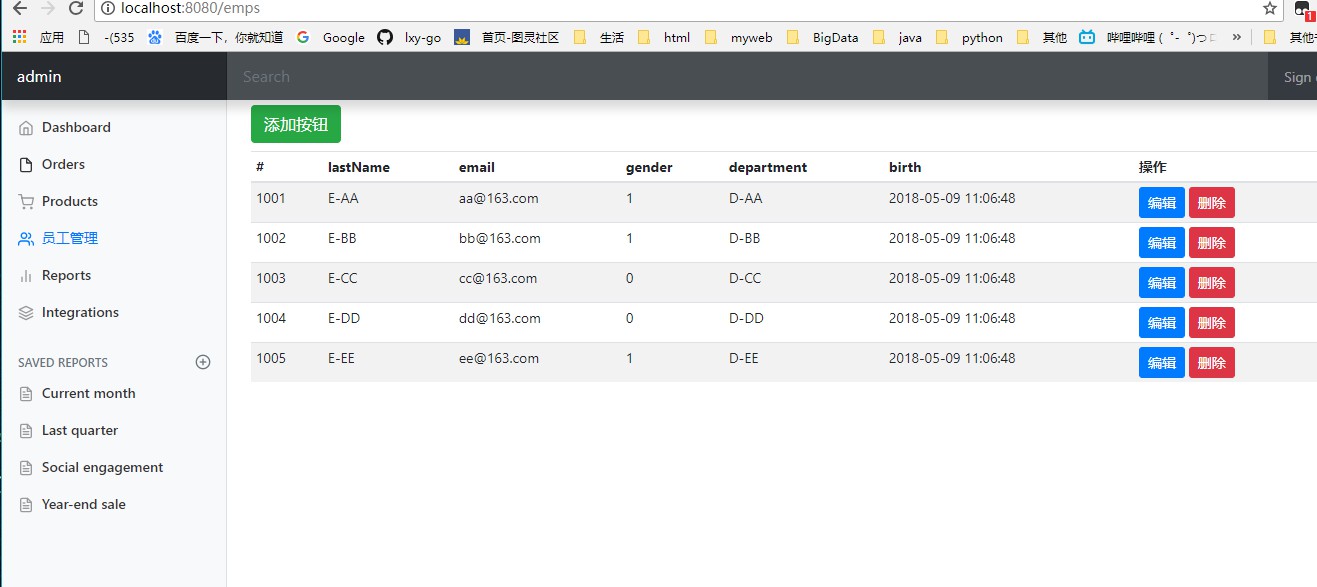 localhost:8080/emps
应用 -(535 百度一下，你就知道 Google lxy-go 首页-图灵社区 生活 html myweb BigData java python 其他 哔哩哔哩 ( ゜- ゜)つ » 其他
admin Search Sign
Dashboard
Orders
Products
员工管理
Reports
Integrations
SAVED REPORTS
Current month
Last quarter
Social engagement
Year-end sale
添加按钮
# lastName email gender department birth 操作
1001 E-AA aa@163.com 1 D-AA 2018-05-09 11:06:48 编辑 删除
1002 E-BB bb@163.com 1 D-BB 2018-05-09 11:06:48 编辑 删除
1003 E-CC cc@163.com 0 D-CC 2018-05-09 11:06:48 编辑 删除
1004 E-DD dd@163.com 0 D-DD 2018-05-09 11:06:48 编辑 删除
1005 E-EE ee@163.com 1 D-EE 2018-05-09 11:06:48 编辑 删除